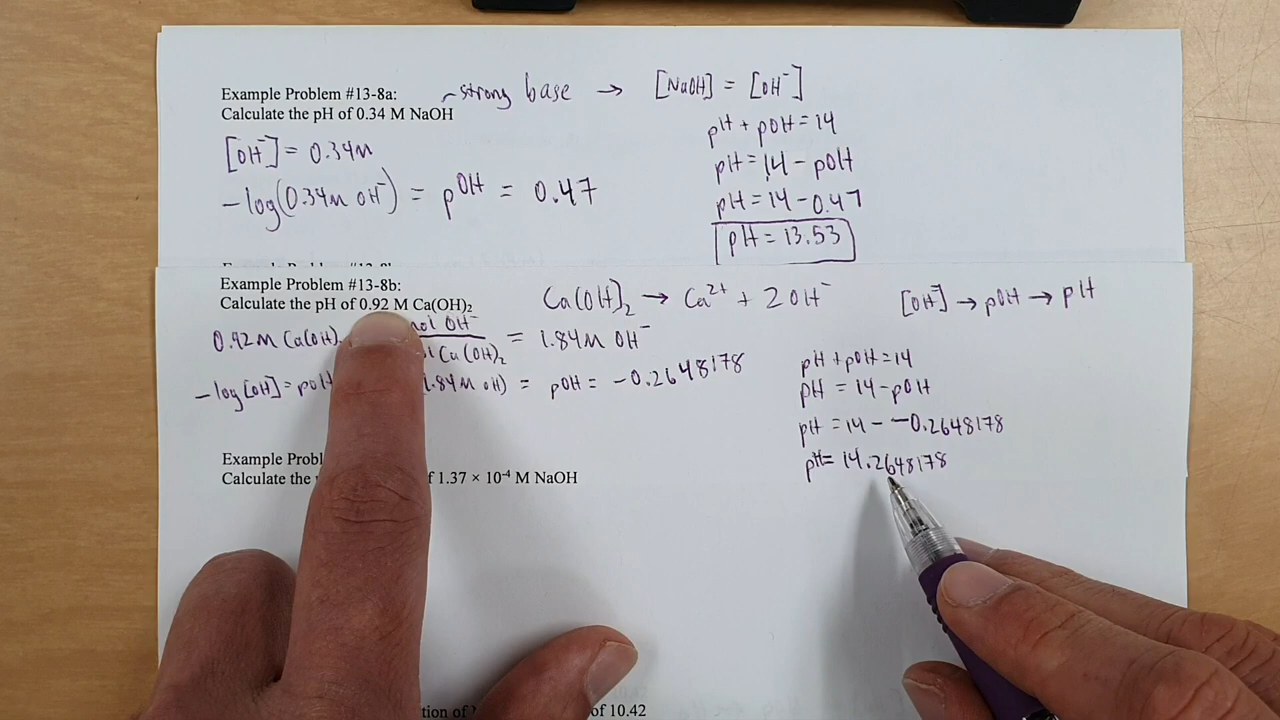 Example Problem #13-8a:
Calculate the pH of 0.34 M NaOH
strong base → [NaOH] = [OH⁻]
[OH⁻] = 0.34M
-log(0.34M OH⁻) = pOH = 0.47
pH + pOH = 14
pH = 14 - pOH
pH = 14 - 0.47
pH = 13.53
Example Problem #13-8b:
Calculate the pH of 0.92 M Ca(OH)₂
Ca(OH)₂ → Ca²⁺ + 2OH⁻
[OH⁻] → pOH → pH
0.92M Ca(OH) OH⁻
Ca(OH)₂ = 1.84M OH⁻
-log[OH⁻] = pOH (1.84M OH) = pOH = -0.2648178
pH + pOH = 14
pH = 14 - pOH
pH = 14 - -0.2648178
pH = 14.2648178
Example
Calculate the 1.37 × 10⁻⁴ M NaOH
of 10.42